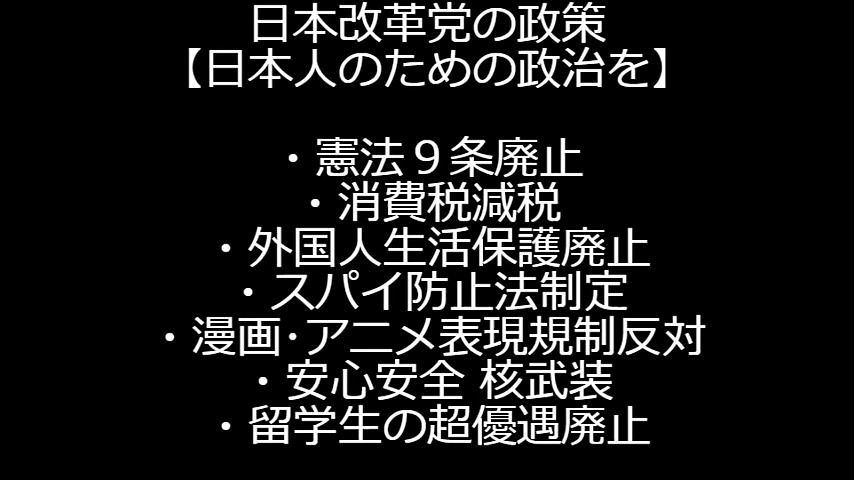 日本改革党の政策
【日本人のための政治を】
・憲法９条廃止
・消費税減税
・外国人生活保護廃止
・スパイ防止法制定
・漫画･アニメ表現規制反対
・安心安全 核武装
・留学生の超優遇廃止